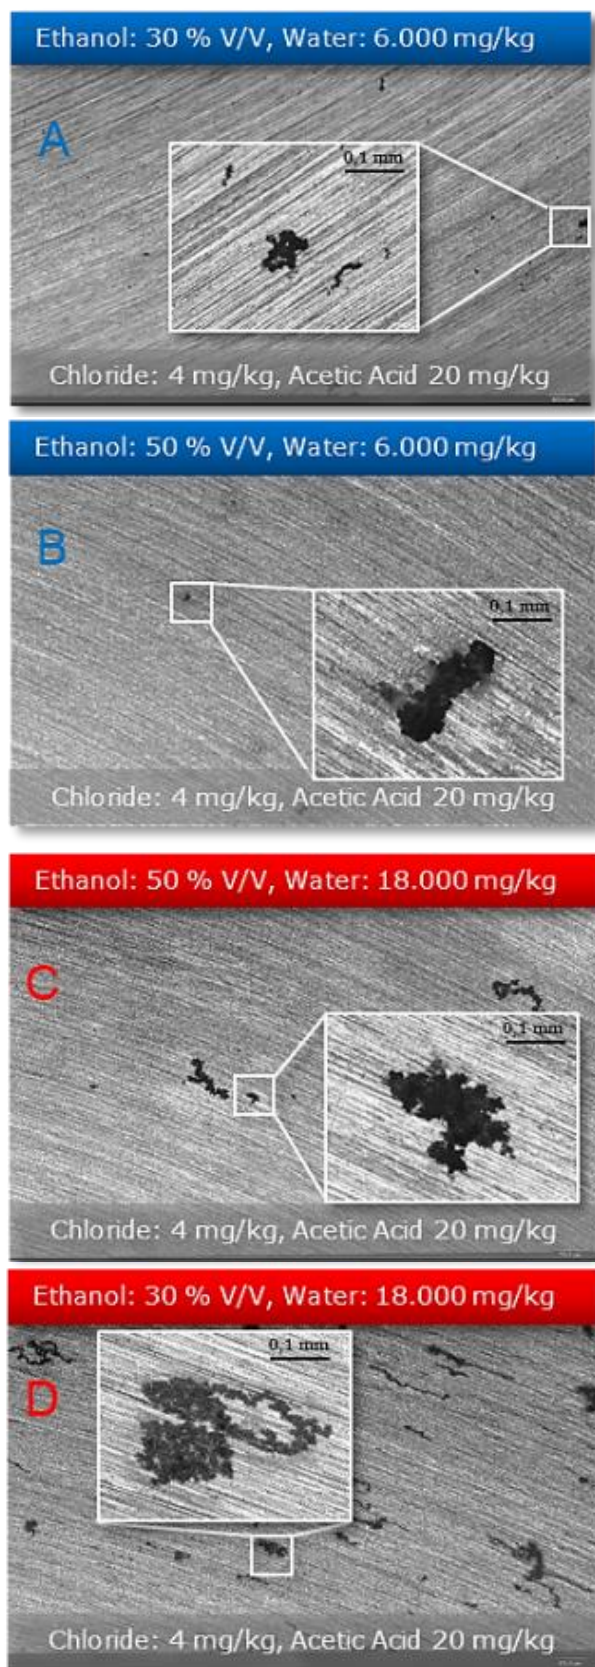 Ethanol: 30 % V/V, Water: 6.000 mg/kg
A
0,1 mm
Chloride: 4 mg/kg, Acetic Acid 20 mg/kg
Ethanol: 50 % V/V, Water: 6.000 mg/kg
B
0,1 mm
Chloride: 4 mg/kg, Acetic Acid 20 mg/kg
Ethanol: 50 % V/V, Water: 18.000 mg/kg
C
0,1 mm
Chloride: 4 mg/kg, Acetic Acid 20 mg/kg
Ethanol: 30 % V/V, Water: 18.000 mg/kg
0,1 mm
D
Chloride: 4 mg/kg, Acetic Acid 20 mg/kg